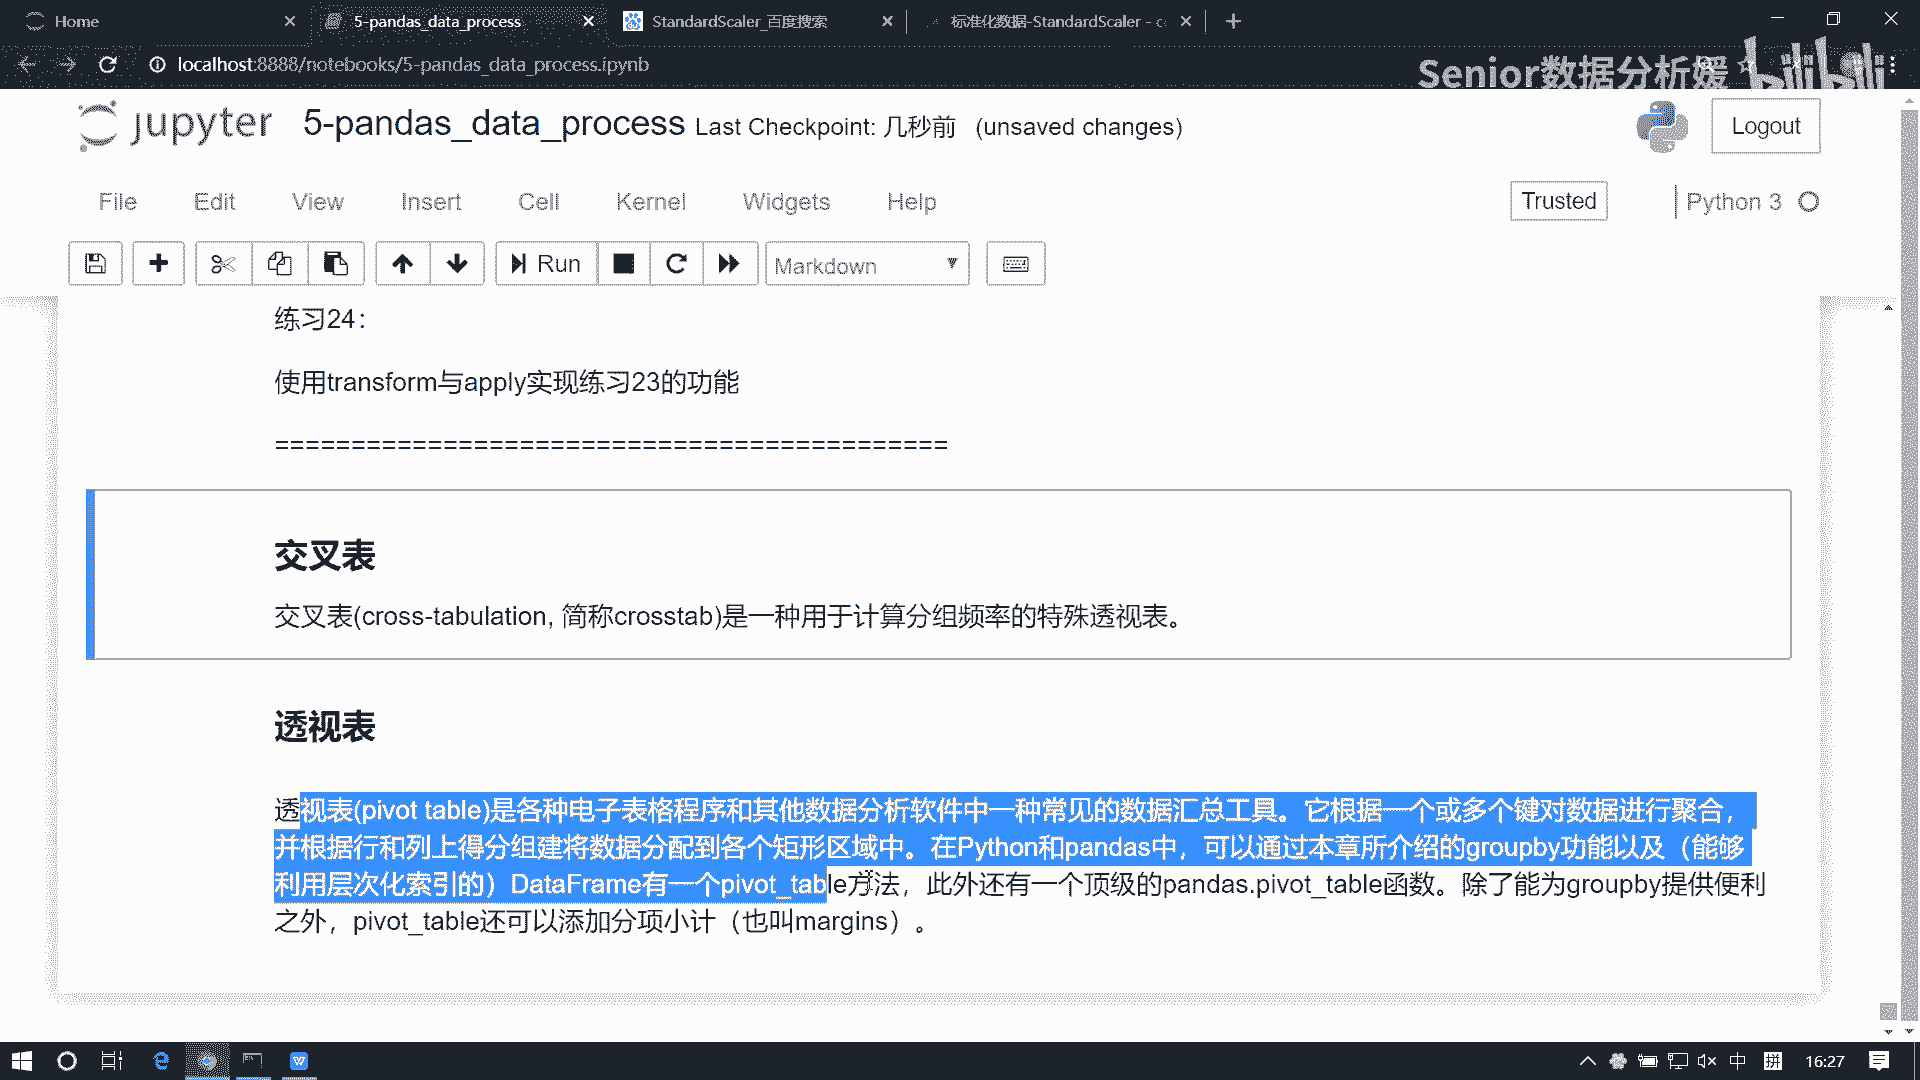 Home
5-pandas_data_process
StandardScaler_百度搜索
标准化数据-StandardScaler - c
localhost:8888/notebooks/5-pandas_data_process.ipynb
Senior数据分析媛 bilibili
jupyter 5-pandas_data_process Last Checkpoint: 几秒前 (unsaved changes)
Logout
File Edit View Insert Cell Kernel Widgets Help
Trusted
Python 3
Run
Markdown
练习24：
使用transform与apply实现练习23的功能
============================================
交叉表
交叉表(cross-tabulation, 简称crosstab)是一种用于计算分组频率的特殊透视表。
透视表
透视表(pivot table)是各种电子表格程序和其他数据分析软件中一种常见的数据汇总工具。它根据一个或多个键对数据进行聚合，
并根据行和列上得分组建将数据分配到各个矩形区域中。在Python和pandas中，可以通过本章所介绍的groupby功能以及（能够
利用层次化索引的）DataFrame有一个pivot_table方法，此外还有一个顶级的pandas.pivot_table函数。除了能为groupby提供便利
之外，pivot_table还可以添加分项小计（也叫margins）。
中
拼
16:27